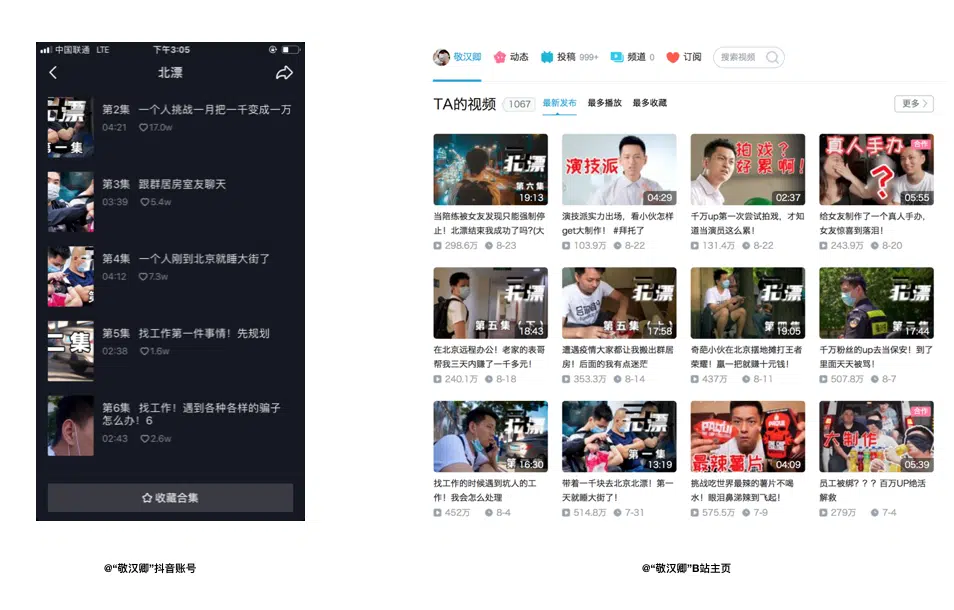 中国联通 LTE 下午3:05
北漂
第2集 一个人挑战一月把一千变成一万
04:21 17.0w
第一集
第3集 跟群居房室友聊天
03:39 5.4w
第4集 一个人刚到北京就睡大街了
04:12 7.3w
第5集 找工作第一件事情！先规划
02:38 1.6w
二集
第6集 找工作！遇到各种各样的骗子
怎么办！6
02:43 2.6w
收藏合集
@“敬汉卿”抖音账号
敬汉卿 动态 投稿 999+ 频道 0 订阅 搜索视频
TA的视频 1067 最新发布 最多播放 最多收藏 更多
北漂
第六集
19:13
演技派
04:29
拍戏？
好累啊！
02:37
真人手办
合作
？
05:55
当陪练被女友发现只能强制停
止！北漂结束我成功了吗?(大
298.6万 8-23
演技派实力出场，看小伙怎样
get大制作！ #拜托了
103.9万 8-22
千万up第一次尝试拍戏，才知
道当演员这么累！
131.4万 8-22
给女友制作了一个真人手办，
女友惊喜到落泪！
243.9万 8-20
北漂
第五集（下）
18:43
北漂
第五集（上）
17:58
北漂
第四集
19:05
北漂
17:44
在北京远程办公！老家的表哥
帮我三天内赚了一千多元！
240.1万 8-18
遭遇疫情大家都让我搬出群居
房！后面的我有点迷茫
353.3万 8-14
奇葩小伙在北京摆地摊打王者
荣耀！赢一把就赚十元钱！
437万 8-11
千万粉丝的up去当保安！到了
里面天天被骂！
507.8万 8-7
北漂
16:30
北漂
第一集
13:19
PAQUI
PAQUI
最辣薯片
04:09
大制作
合作
05:39
找工作的时候遇到坑人的工
作！我会怎么处理
452万 8-4
带着一千块去北京北漂！第一
天就睡大街了！
514.8万 7-31
挑战吃世界最辣的薯片不喝
水！眼泪鼻涕辣到飞起！
575.5万 7-9
员工被绑？？？百万UP绝活
解救
279万 7-4
@“敬汉卿”B站主页